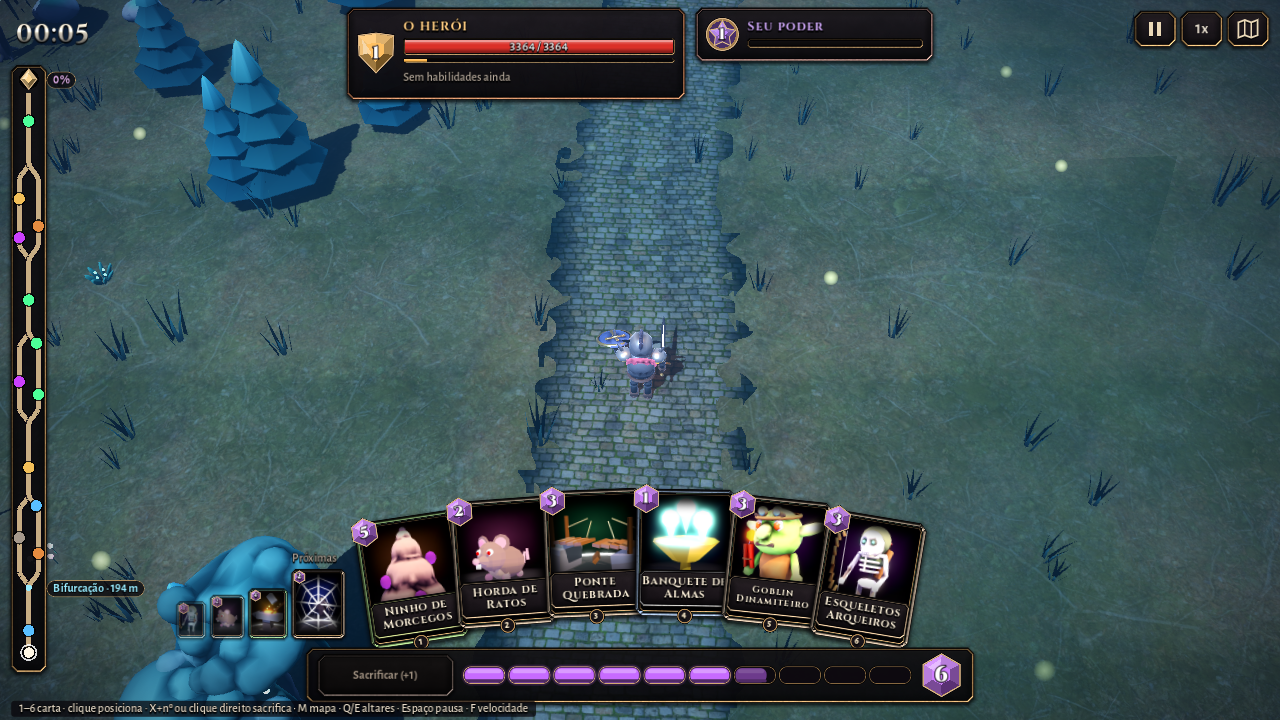 00:05
O HERÓI
1
3364 / 3364
Sem habilidades ainda
SEU PODER
1
1x
0%
Bifurcação · 194 m
Próximas
5
NINHO DE
MORCEGOS
1
2
HORDA DE
RATOS
2
3
PONTE
QUEBRADA
3
1
BANQUETE DE
ALMAS
4
3
GOBLIN
DINAMITEIRO
5
3
ESQUELETOS
ARQUEIROS
6
Sacrificar (+1)
6
1–6 carta · clique posiciona · X+nº ou clique direito sacrifica · M mapa · Q/E altares · Espaço pausa · F velocidade